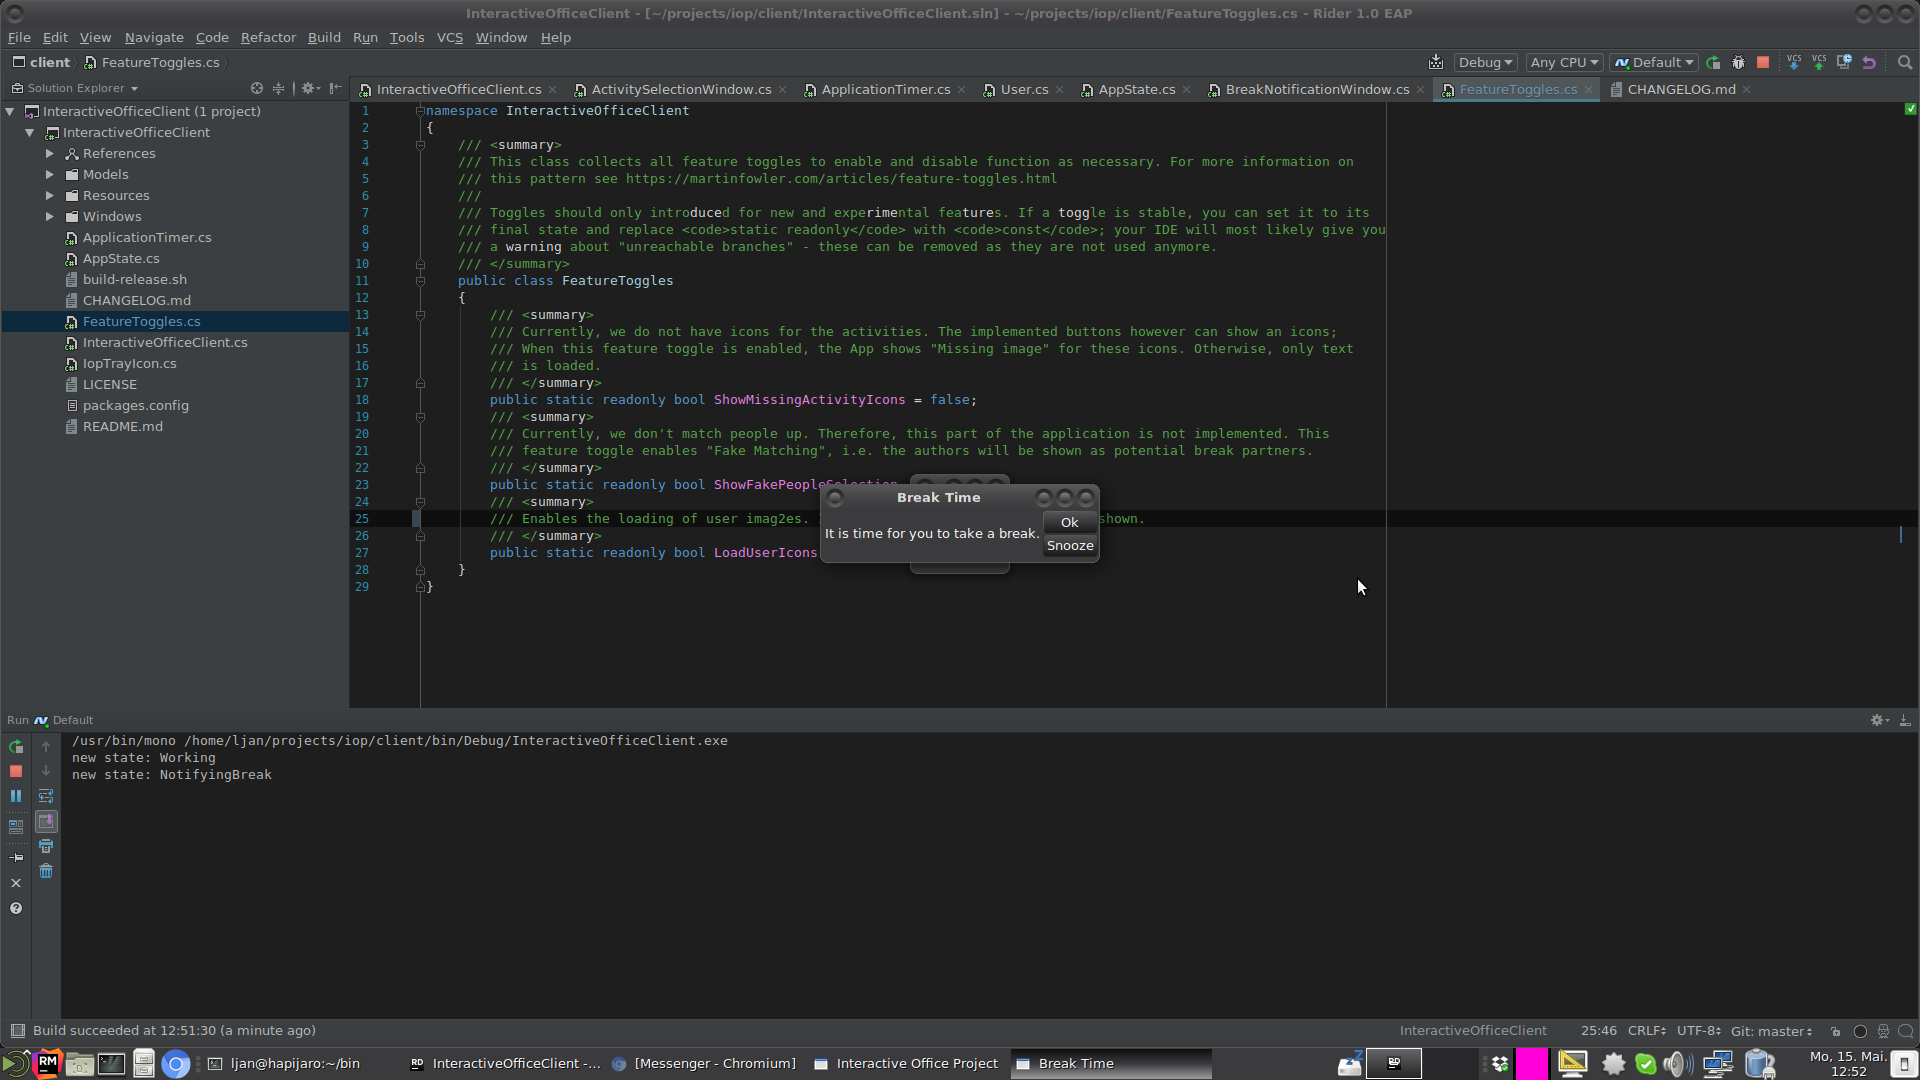 InteractiveOfficeClient - [~/projects/iop/client/InteractiveOfficeClient.sln] - ~/projects/iop/client/FeatureToggles.cs - Rider 1.0 EAP
File Edit View Navigate Code Refactor Build Run Tools VCS Window Help
client FeatureToggles.cs
Debug Any CPU Default VCS VCS
Solution Explorer
InteractiveOfficeClient.cs ActivitySelectionWindow.cs ApplicationTimer.cs User.cs AppState.cs BreakNotificationWindow.cs FeatureToggles.cs CHANGELOG.md
InteractiveOfficeClient (1 project)
InteractiveOfficeClient
References
Models
Resources
Windows
ApplicationTimer.cs
AppState.cs
build-release.sh
CHANGELOG.md
FeatureToggles.cs
InteractiveOfficeClient.cs
IopTrayIcon.cs
LICENSE
packages.config
README.md
1 namespace InteractiveOfficeClient
2 {
3 /// <summary>
4 /// This class collects all feature toggles to enable and disable function as necessary. For more information on
5 /// this pattern see https://martinfowler.com/articles/feature-toggles.html
6 ///
7 /// Toggles should only introduced for new and experimental features. If a toggle is stable, you can set it to its
8 /// final state and replace <code>static readonly</code> with <code>const</code>; your IDE will most likely give you
9 /// a warning about "unreachable branches" - these can be removed as they are not used anymore.
10 /// </summary>
11 public class FeatureToggles
12 {
13 /// <summary>
14 /// Currently, we do not have icons for the activities. The implemented buttons however can show an icons;
15 /// When this feature toggle is enabled, the App shows "Missing image" for these icons. Otherwise, only text
16 /// is loaded.
17 /// </summary>
18 public static readonly bool ShowMissingActivityIcons = false;
19 /// <summary>
20 /// Currently, we don't match people up. Therefore, this part of the application is not implemented. This
21 /// feature toggle enables "Fake Matching", i.e. the authors will be shown as potential break partners.
22 /// </summary>
23 public static readonly bool ShowFakePeopleSelection
24 /// <summary>
25 /// Enables the loading of user imag2es. shown.
26 /// </summary>
27 public static readonly bool LoadUserIcons
28 }
29 }
Break Time
It is time for you to take a break.
Ok
Snooze
Run Default
/usr/bin/mono /home/ljan/projects/iop/client/bin/Debug/InteractiveOfficeClient.exe
new state: Working
new state: NotifyingBreak
Build succeeded at 12:51:30 (a minute ago)
InteractiveOfficeClient 25:46 CRLF UTF-8 Git: master
RM ljan@hapijaro:~/bin RD InteractiveOfficeClient -... [Messenger - Chromium] Interactive Office Project Break Time RD
Mo, 15. Mai.
12:52